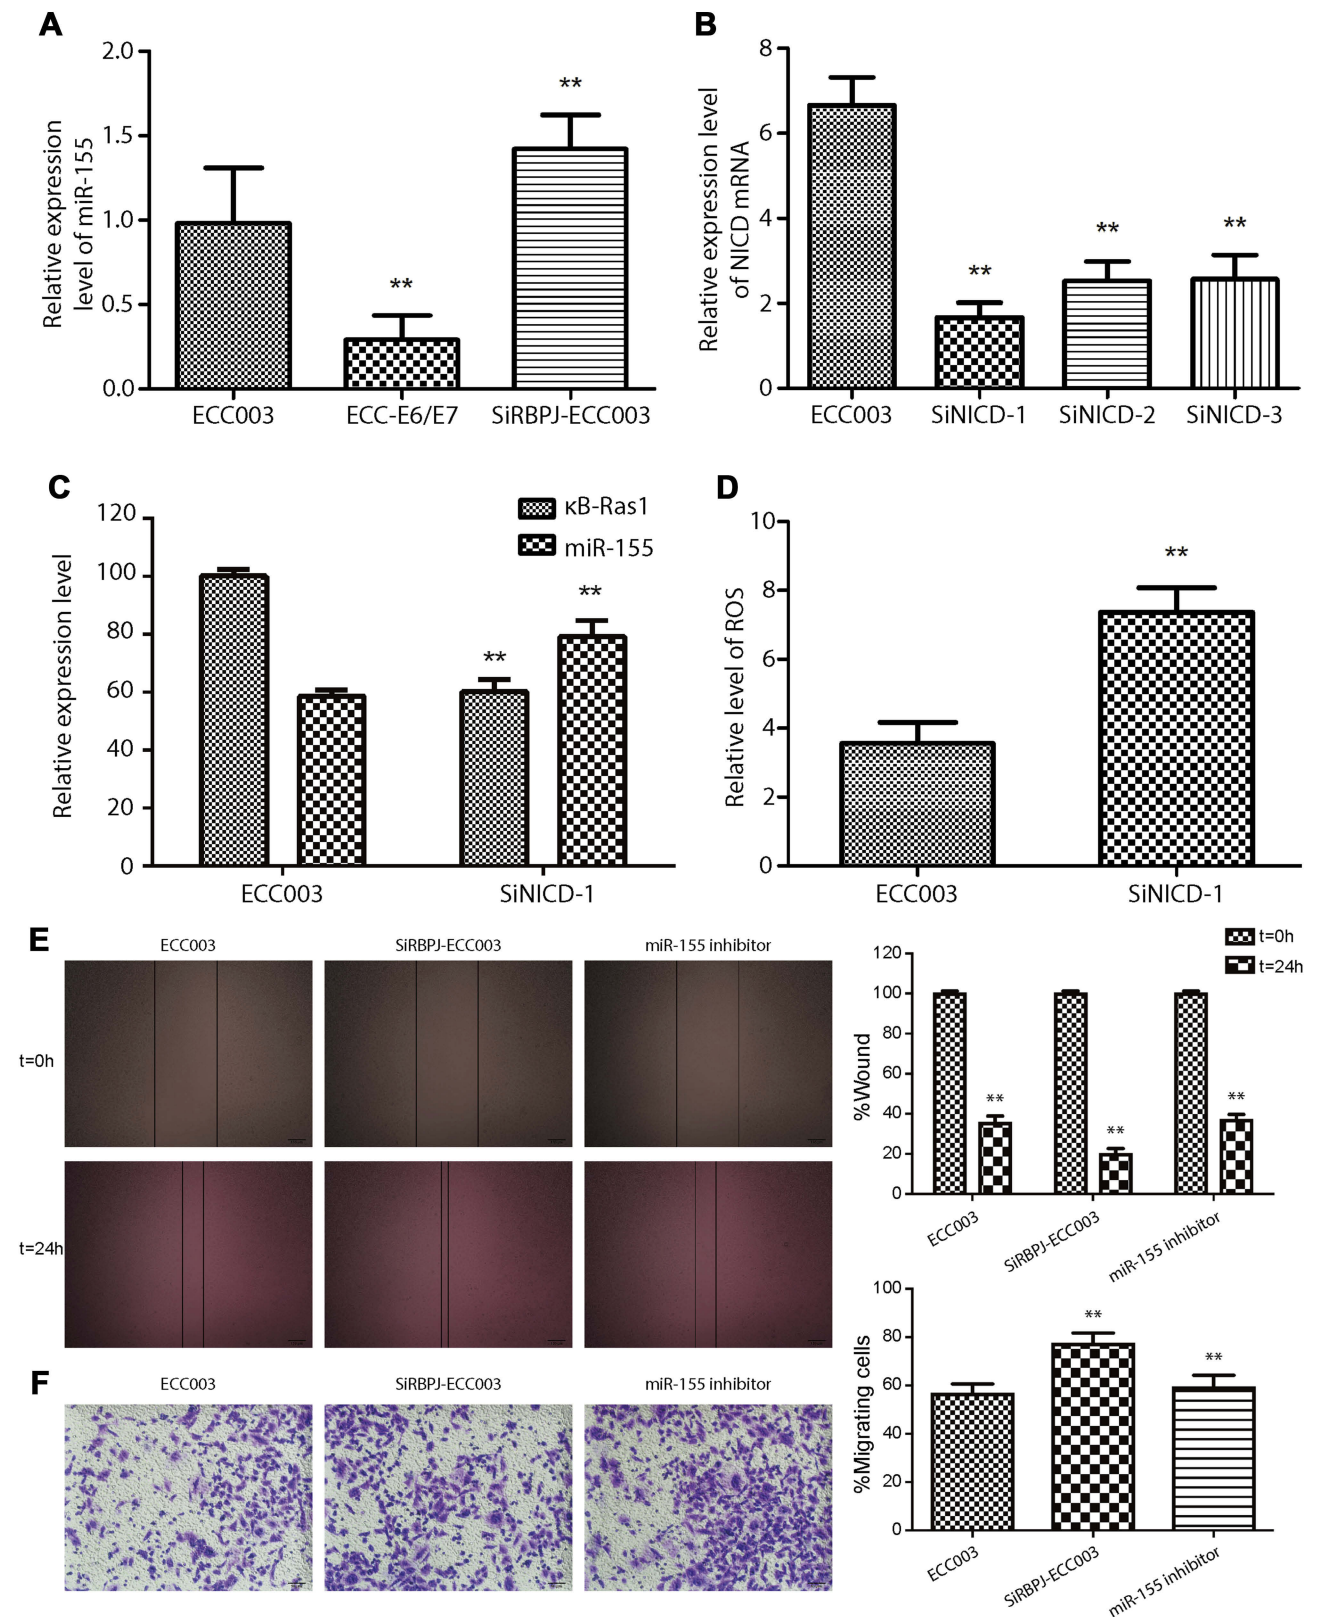 A
Relative expression
level of miR-155
2.0
1.5
1.0
0.5
0.0
**
**
ECC003
ECC-E6/E7
SiRBPJ-ECC003
B
Relative expression level
of NICD mRNA
8
6
4
2
0
**
**
**
ECC003
SiNICD-1
SiNICD-2
SiNICD-3
C
Relative expression level
120
100
80
60
40
20
0
κB-Ras1
miR-155
**
**
ECC003
SiNICD-1
D
Relative level of ROS
10
8
6
4
2
0
**
ECC003
SiNICD-1
E
ECC003
SiRBPJ-ECC003
miR-155 inhibitor
t=0h
t=24h
t=0h
t=24h
%Wound
120
100
80
60
40
20
0
**
**
**
ECC003
SiRBPJ-ECC003
miR-155 inhibitor
F
ECC003
SiRBPJ-ECC003
miR-155 inhibitor
%Migrating cells
100
80
60
40
20
0
**
**
ECC003
SiRBPJ-ECC003
miR-155 inhibitor